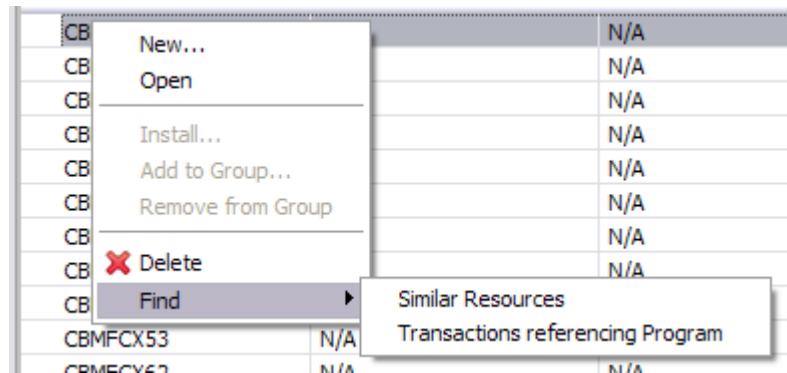 CB N/A
New...
CB N/A
Open
CB N/A
CB Install... N/A
CB Add to Group... N/A
CB Remove from Group N/A
CB N/A
Delete
CB N/A
CB Find Similar Resources
Transactions referencing Program
CBMFCX53 N/A
CBMFCX62 N/A N/A